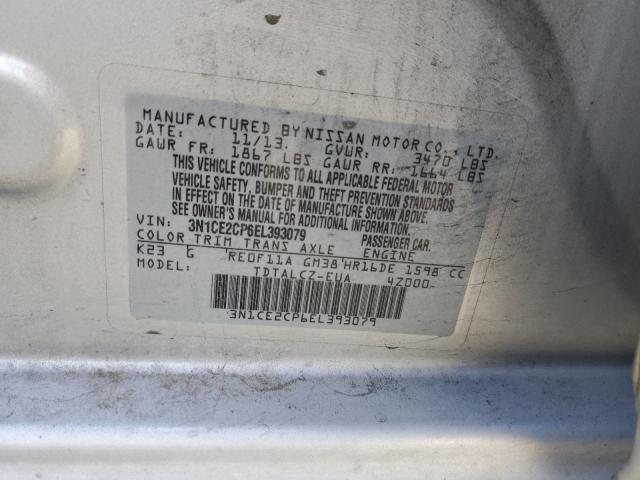 MANUFACTURED BY NISSAN MOTOR CO., LTD.
DATE: 11/13. GVWR: 3470 LBS
GAWR FR: 1867 LBS GAWR RR: 1664 LBS
THIS VEHICLE CONFORMS TO ALL APPLICABLE FEDERAL MOTOR
VEHICLE SAFETY, BUMPER AND THEFT PREVENTION STANDARDS
IN EFFECT ON THE DATE OF MANUFACTURE SHOWN ABOVE.
SEE OWNER'S MANUAL FOR ADDITIONAL INFORMATION.
VIN: 3N1CE2CP6EL393079 PASSENGER CAR.
COLOR TRIM TRANS AXLE ENGINE
K23 G RE0F11A GM38 HR16DE 1598 CC
MODEL: TDTALCZ-EUA 4Z000-
3N1CE2CP6EL393079